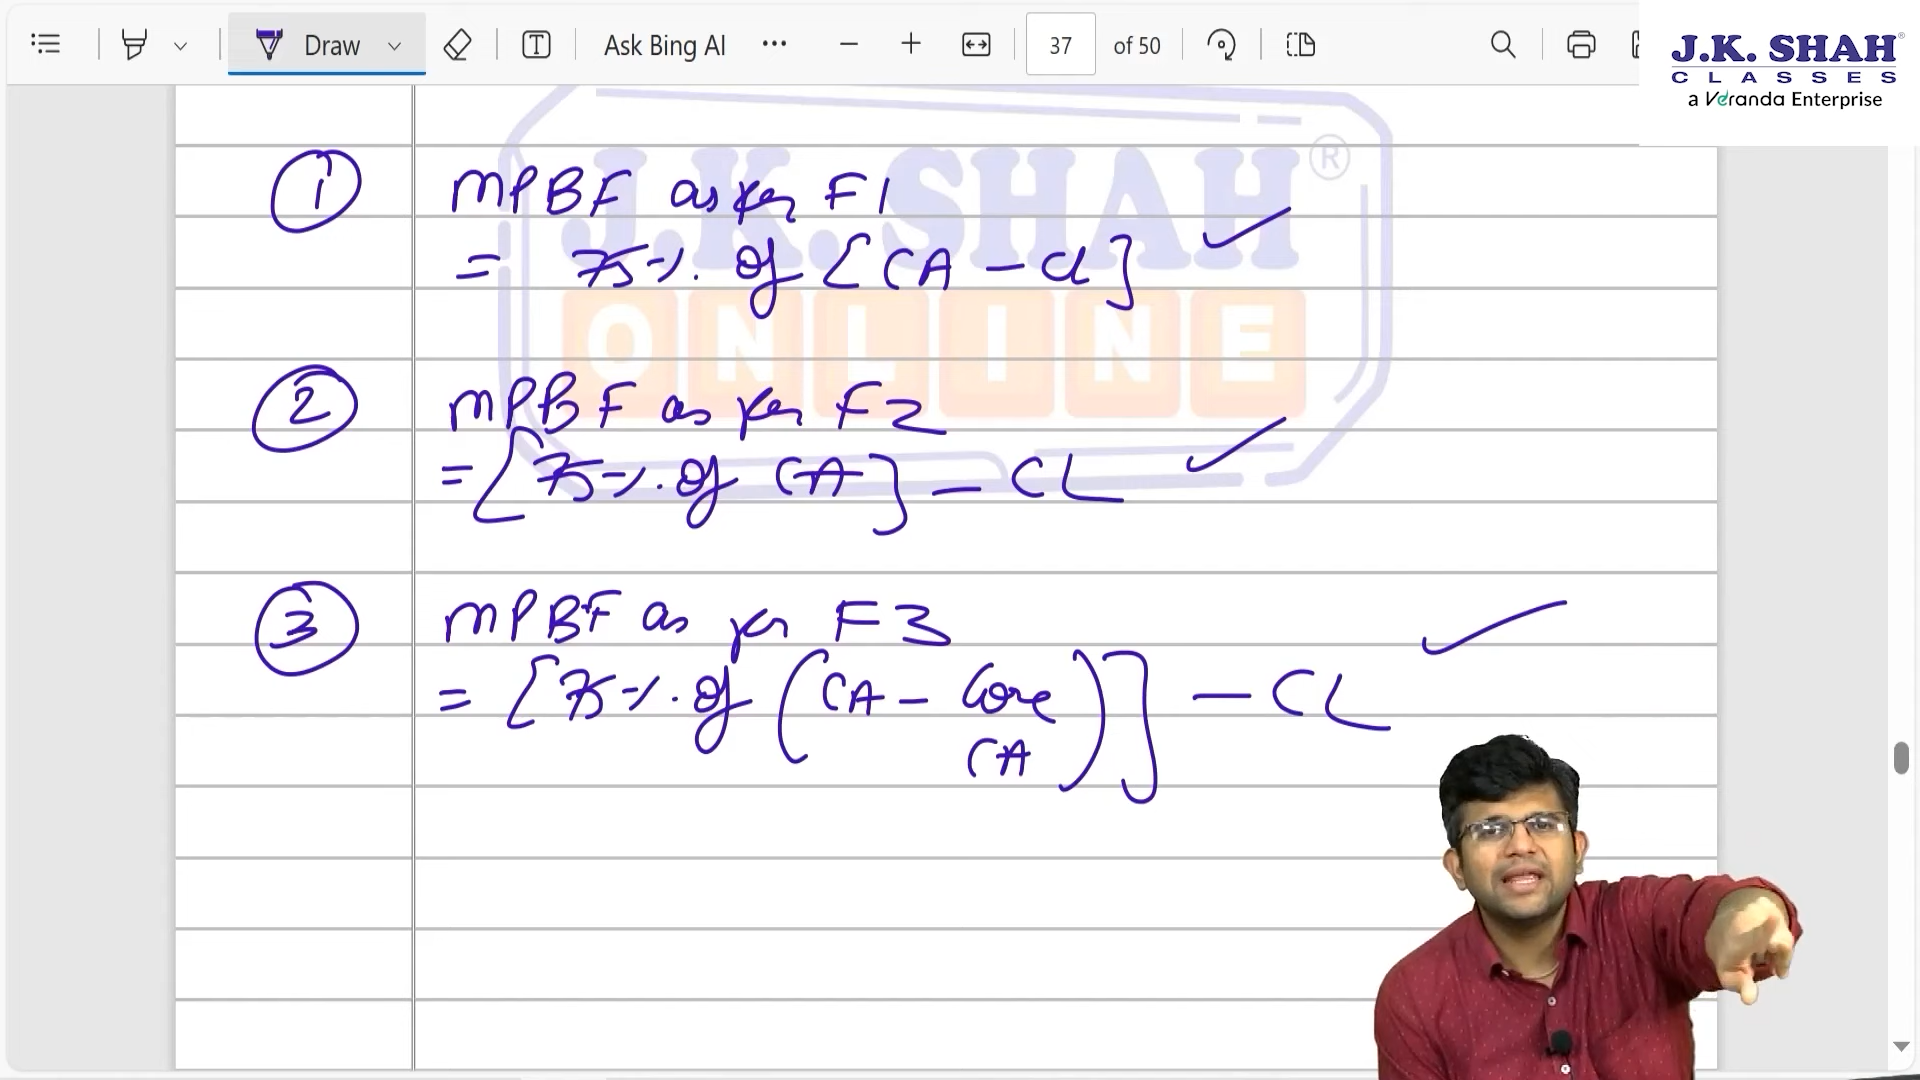 Draw
Ask Bing AI
37 of 50
J.K. SHAH®
CLASSES
a Veranda Enterprise
J.K. SHAH ®
ONLINE
1 MPBF as per F1
= 75%. of [CA - CL]
2 MPBF as per F2
= [75%. of CA] - CL
3 MPBF as per F3
= [75%. of (CA - Core
CA)] - CL